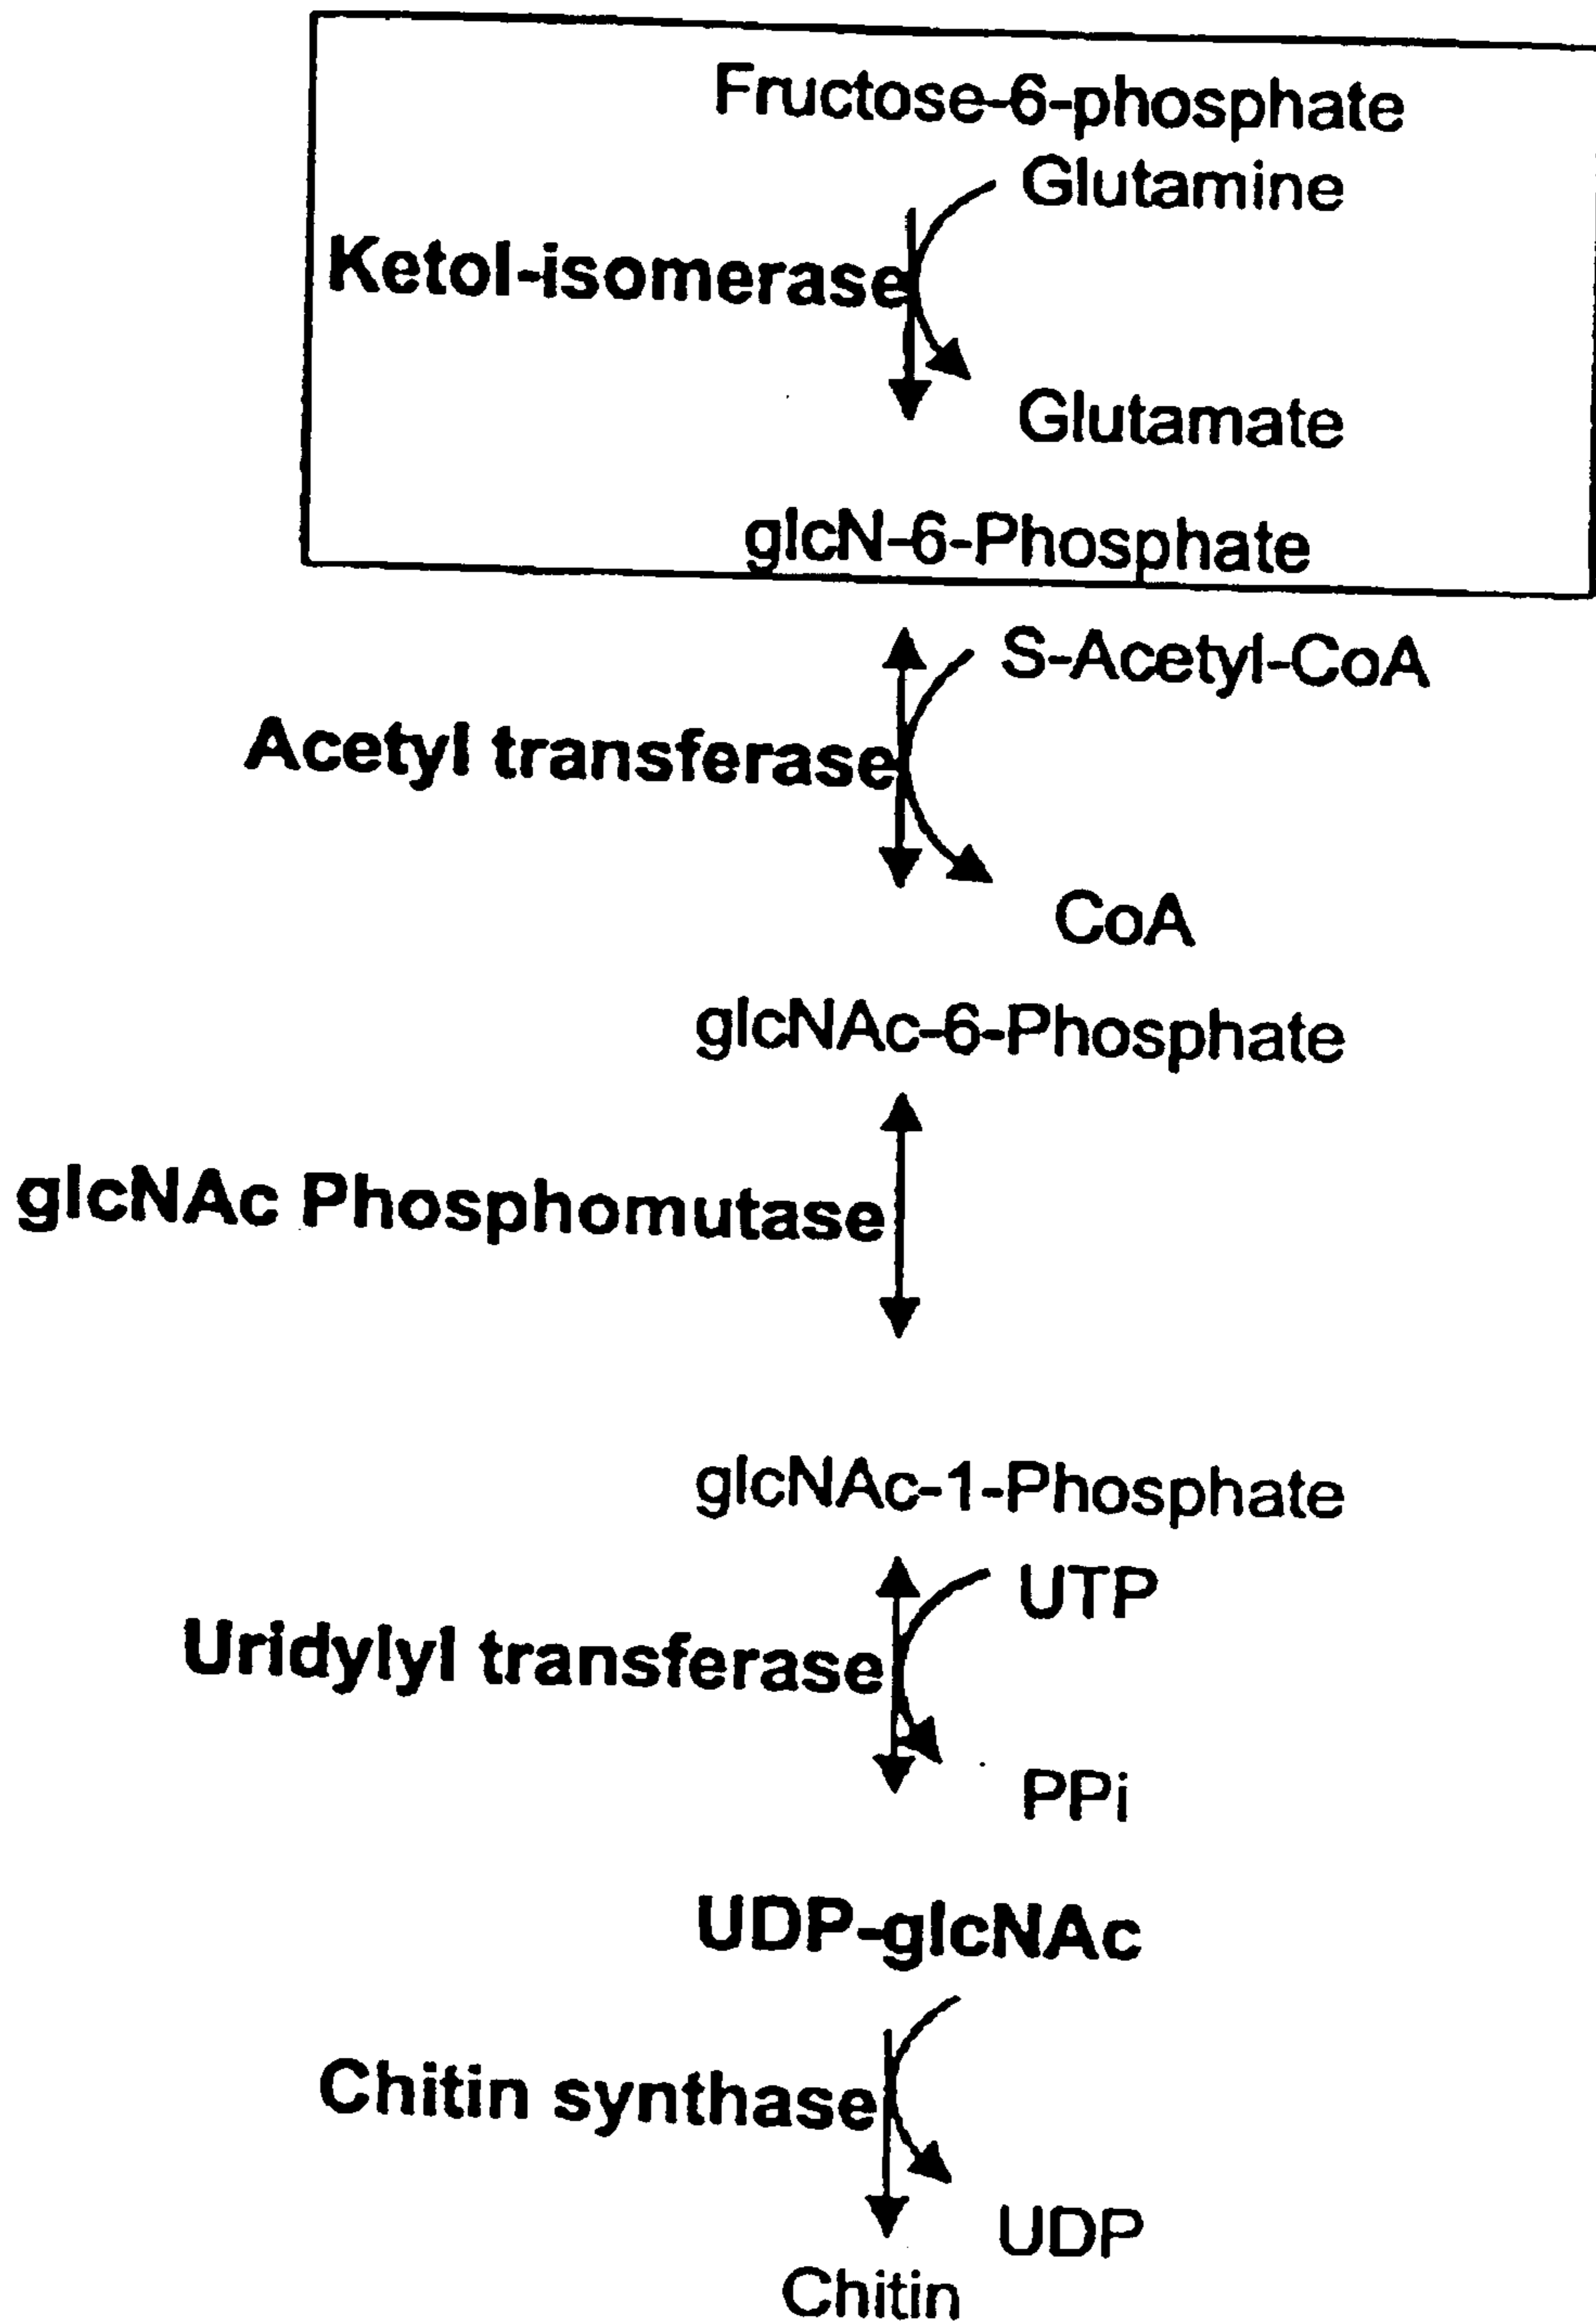 Fructose-6-phosphate
Glutamine
Ketol-isomerase
Glutamate
glcN-6-Phosphate
S-Acetyl-CoA
Acetyl transferase
CoA
glcNAc-6-Phosphate
glcNAc Phosphomutase
glcNAc-1-Phosphate
UTP
Uridylyl transferase
PPi
UDP-glcNAc
Chitin synthase
UDP
Chitin